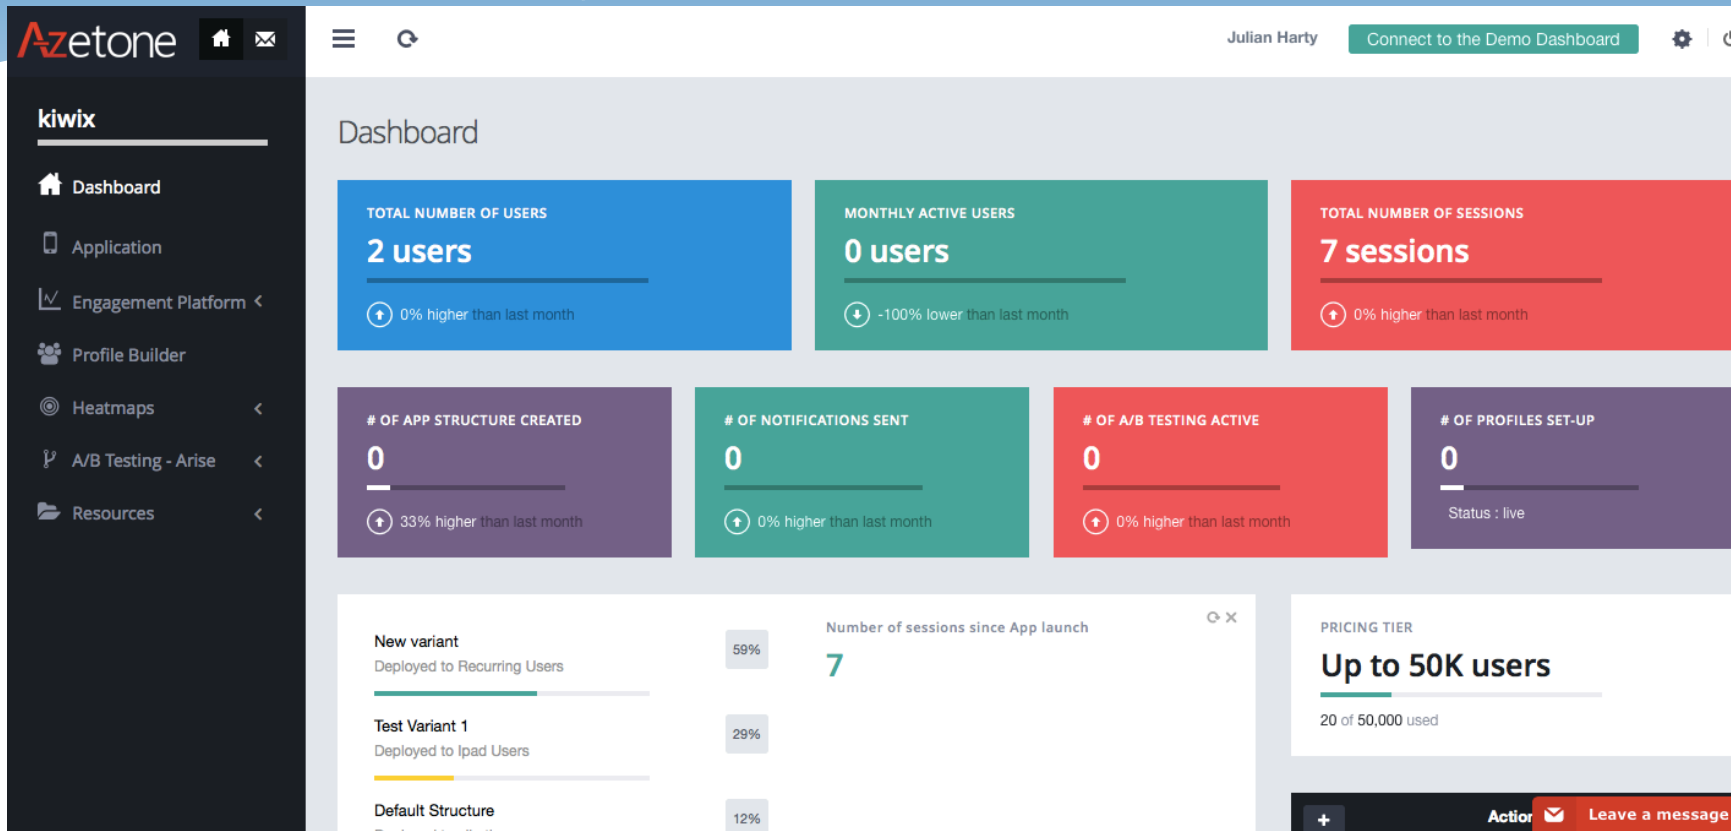 Azetone
Julian Harty
Connect to the Demo Dashboard
kiwix
Dashboard
Application
Engagement Platform
Profile Builder
Heatmaps
A/B Testing - Arise
Resources
Dashboard
TOTAL NUMBER OF USERS
2 users
0% higher than last month
MONTHLY ACTIVE USERS
0 users
-100% lower than last month
TOTAL NUMBER OF SESSIONS
7 sessions
0% higher than last month
# OF APP STRUCTURE CREATED
0
33% higher than last month
# OF NOTIFICATIONS SENT
0
0% higher than last month
# OF A/B TESTING ACTIVE
0
0% higher than last month
# OF PROFILES SET-UP
0
Status : live
New variant
59%
Deployed to Recurring Users
Test Variant 1
29%
Deployed to Ipad Users
Default Structure
12%
Number of sessions since App launch
7
PRICING TIER
Up to 50K users
20 of 50,000 used
Leave a message